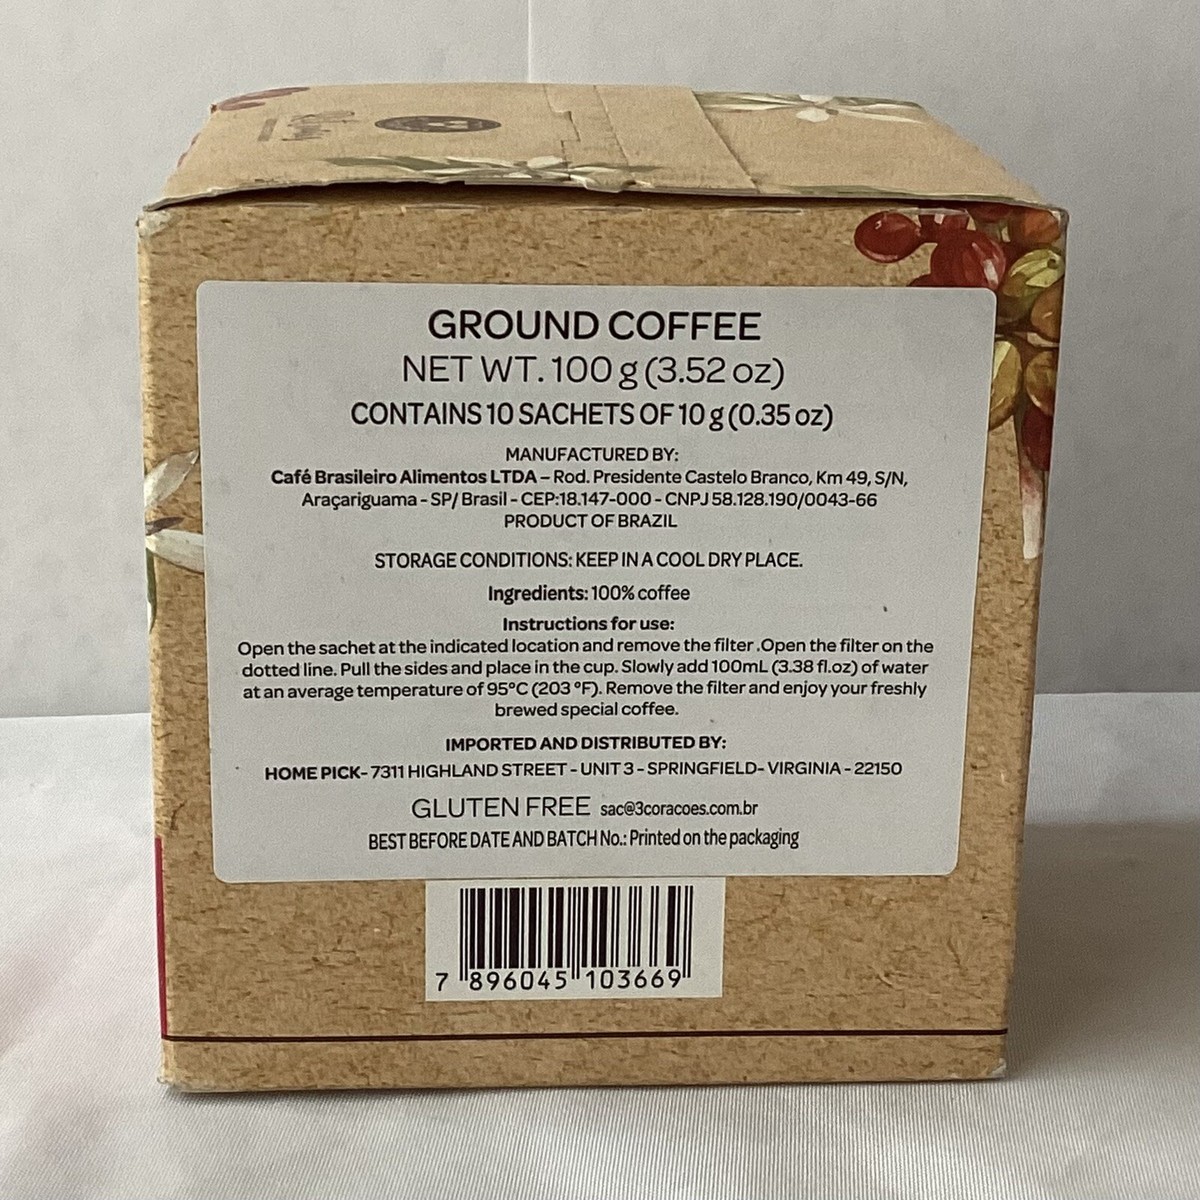 GROUND COFFEE
NET WT. 100 g (3.52 oz)
CONTAINS 10 SACHETS OF 10 g (0.35 oz)
MANUFACTURED BY:
Café Brasileiro Alimentos LTDA – Rod. Presidente Castelo Branco, Km 49, S/N,
Araçariguama - SP/ Brasil - CEP:18.147-000 - CNPJ 58.128.190/0043-66
PRODUCT OF BRAZIL
STORAGE CONDITIONS: KEEP IN A COOL DRY PLACE.
Ingredients: 100% coffee
Instructions for use:
Open the sachet at the indicated location and remove the filter .Open the filter on the
dotted line. Pull the sides and place in the cup. Slowly add 100mL (3.38 fl.oz) of water
at an average temperature of 95°C (203 °F). Remove the filter and enjoy your freshly
brewed special coffee.
IMPORTED AND DISTRIBUTED BY:
HOME PICK- 7311 HIGHLAND STREET - UNIT 3 - SPRINGFIELD- VIRGINIA - 22150
GLUTEN FREE sac@3coracoes.com.br
BEST BEFORE DATE AND BATCH No.: Printed on the packaging
7 896045 103669